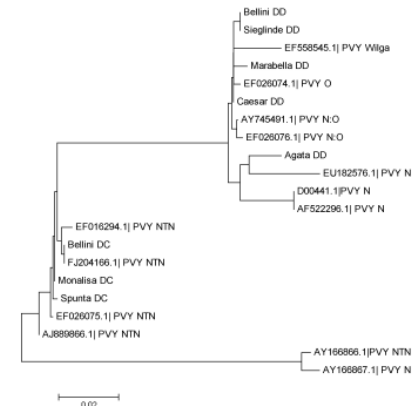 Bellini DD
Sieglinde DD
EF558545.1| PVY Wilga
Marabella DD
EF026074.1| PVY O
Caesar DD
AY745491.1| PVY N:O
EF026076.1| PVY N:O
Agata DD
EU182576.1| PVY N
D00441.1|PVY N
AF522296.1| PVY N
EF016294.1| PVY NTN
Bellini DC
FJ204166.1| PVY NTN
Monalisa DC
Spunta DC
EF026075.1| PVY NTN
AJ889866.1| PVY NTN
AY166866.1|PVY NTN
AY166867.1| PVY N
0.02